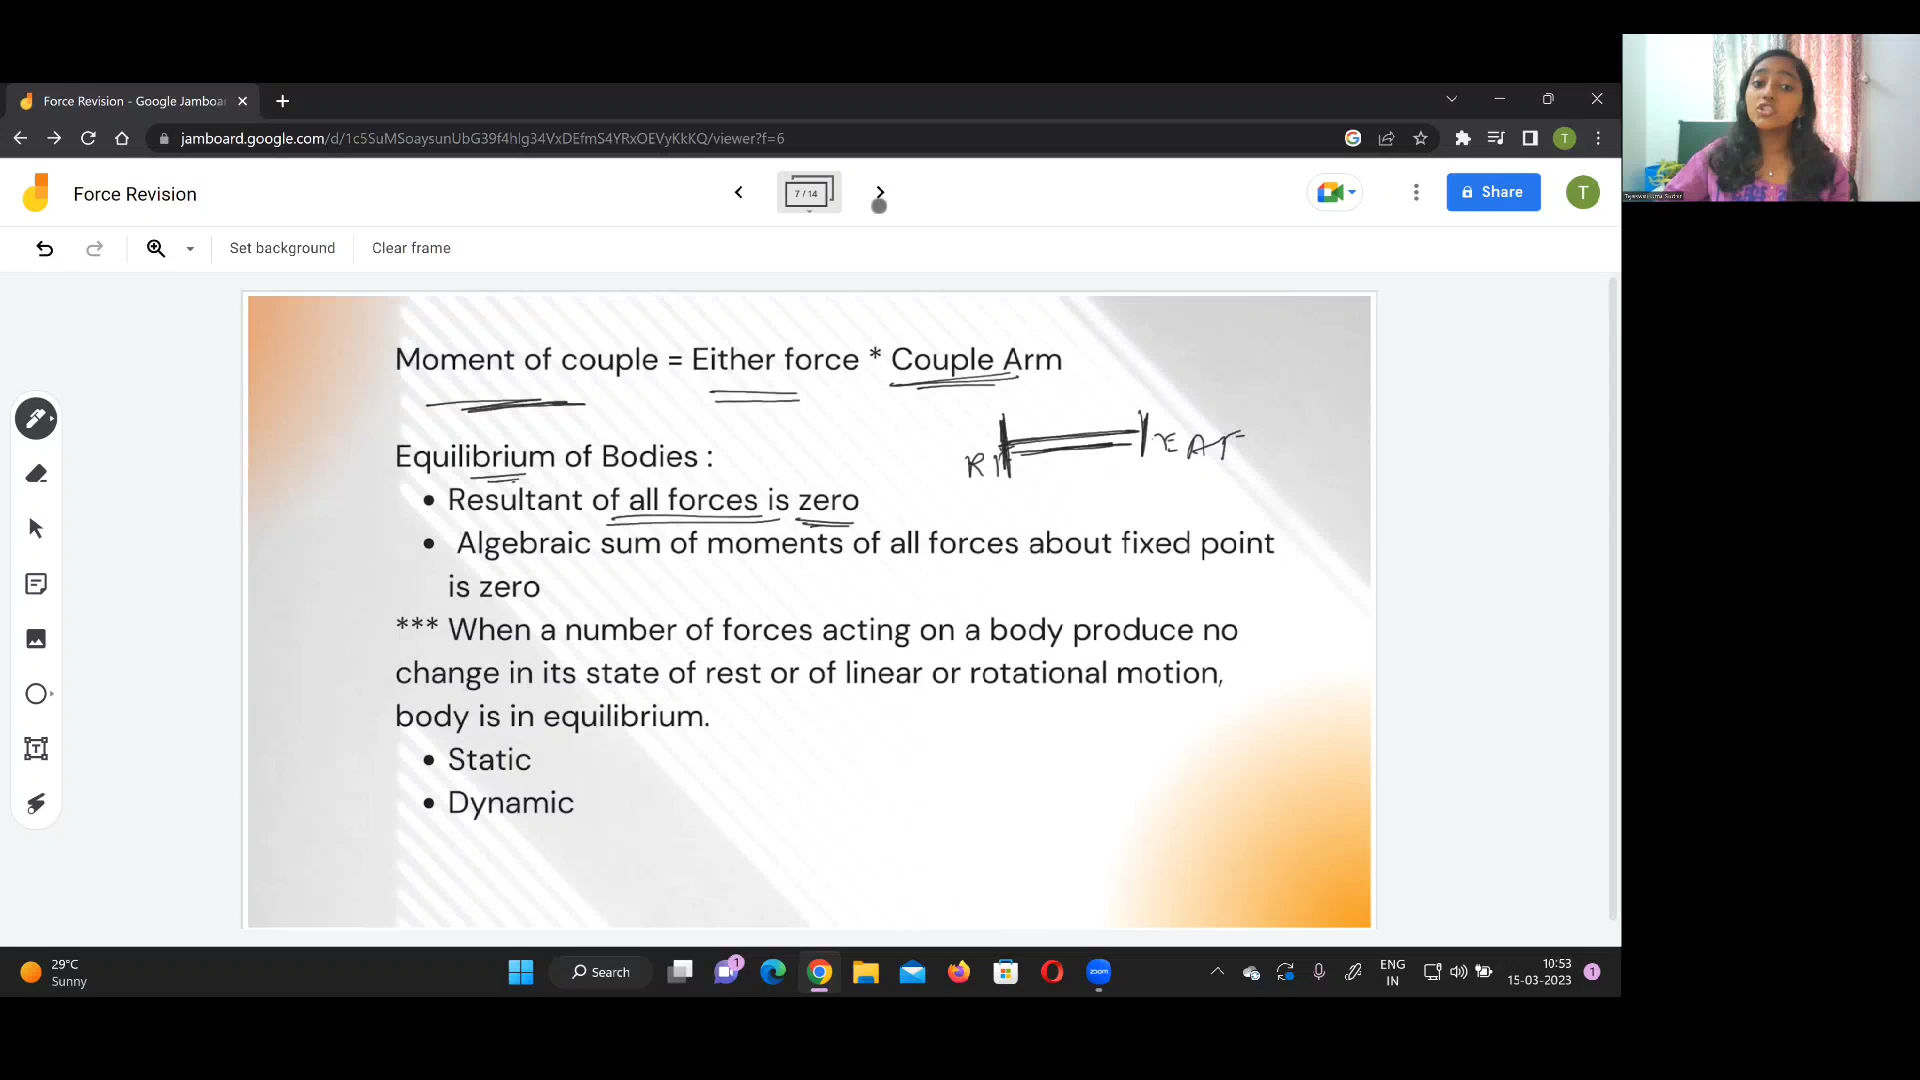 Force Revision - Google Jamboar
jamboard.google.com/d/1c5SuMSoaysunUbG39f4hlg34VxDEfmS4YRxOEVyKkKQ/viewer?f=6
T
Force Revision
7 / 14
Share
T
Set background
Clear frame
Moment of couple = Either force * Couple Arm
Equilibrium of Bodies :
• Resultant of all forces is zero
• Algebraic sum of moments of all forces about fixed point
is zero
*** When a number of forces acting on a body produce no
change in its state of rest or of linear or rotational motion,
body is in equilibrium.
• Static
• Dynamic
29°C
Sunny
Search
1
zoom
ENG
IN
10:53
15-03-2023
1